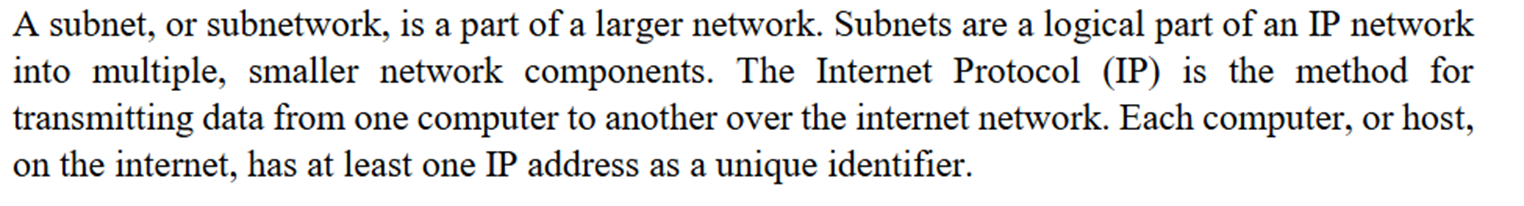 A subnet, or subnetwork, is a part of a larger network. Subnets are a logical part of an IP network
into multiple, smaller network components. The Internet Protocol (IP) is the method for
transmitting data from one computer to another over the internet network. Each computer, or host,
on the internet, has at least one IP address as a unique identifier.